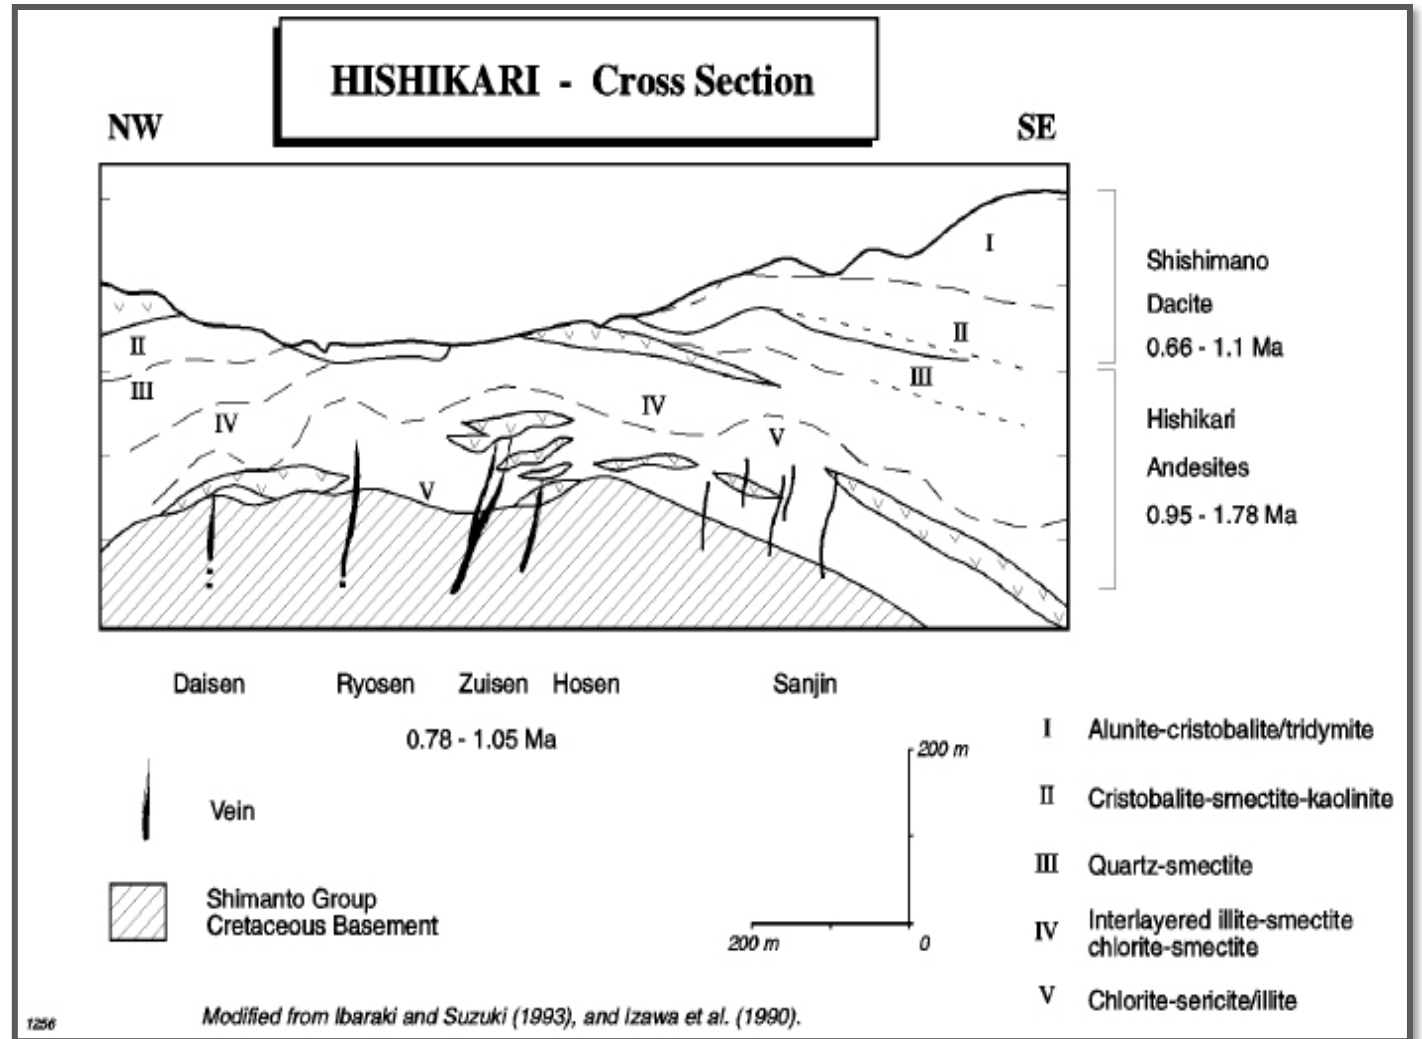 HISHIKARI - Cross Section
NW
SE
I
Shishimano
Dacite
0.66 - 1.1 Ma
II
II
III
III
IV
IV
V
V
Hishikari
Andesites
0.95 - 1.78 Ma
Daisen
Ryosen
Zuisen
Hosen
Sanjin
0.78 - 1.05 Ma
Vein
Shimanto Group
Cretaceous Basement
200 m
200 m
0
I Alunite-cristobalite/tridymite
II Cristobalite-smectite-kaolinite
III Quartz-smectite
IV Interlayered illite-smectite
chlorite-smectite
V Chlorite-sericite/illite
1256
Modified from Ibaraki and Suzuki (1993), and Izawa et al. (1990).